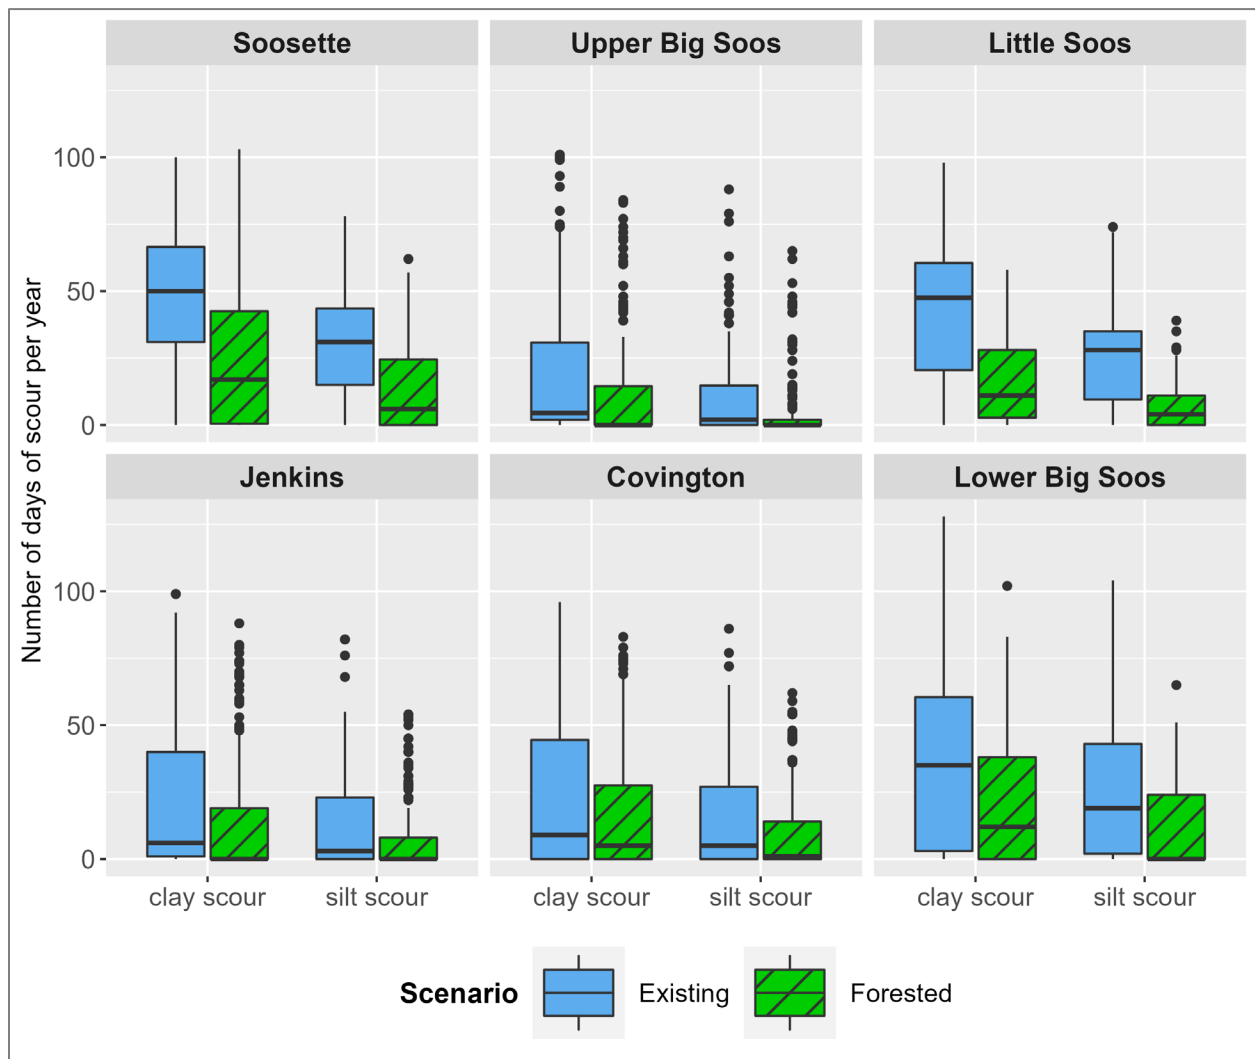 Soosette
Upper Big Soos
Little Soos
100
50
0
Number of days of scour per year
Jenkins
Covington
Lower Big Soos
100
50
0
clay scour silt scour
clay scour silt scour
clay scour silt scour
Scenario Existing Forested